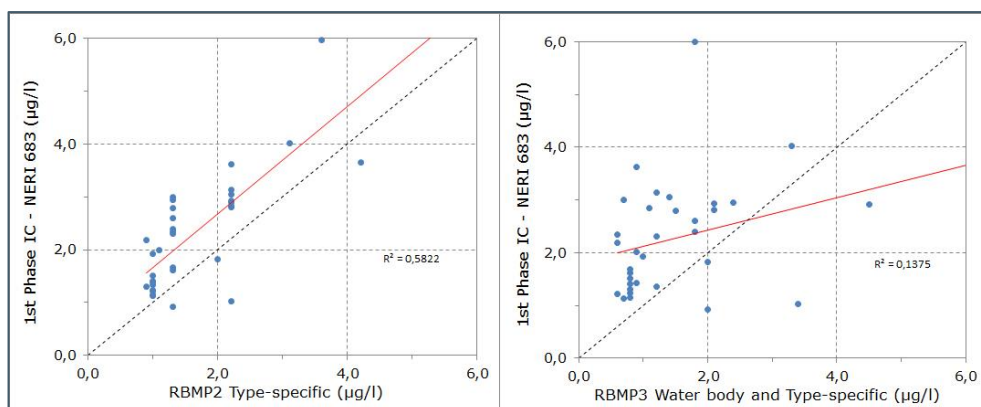 1st Phase IC - NERI 683 (µg/l)
6,0
4,0
2,0
0,0
R² = 0,5822
0,0 2,0 4,0 6,0
RBMP2 Type-specific (µg/l)
1st Phase IC - NERI 683 (µg/l)
6,0
4,0
2,0
0,0
R² = 0,1375
0,0 2,0 4,0 6,0
RBMP3 Water body and Type-specific (µg/l)